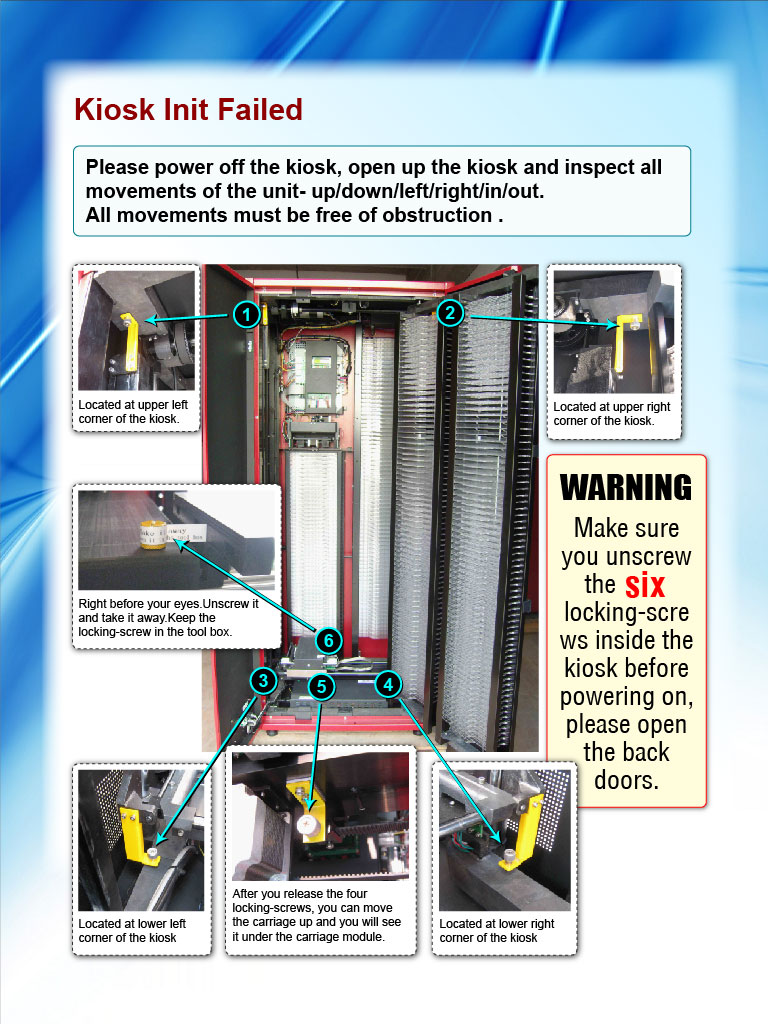 Kiosk Init Failed
Please power off the kiosk, open up the kiosk and inspect all
movements of the unit- up/down/left/right/in/out.
All movements must be free of obstruction .
1
2
Located at upper left
corner of the kiosk.
Located at upper right
corner of the kiosk.
WARNING
Make sure
you unscrew
the six
locking-scre
ws inside the
kiosk before
powering on,
please open
the back
doors.
Right before your eyes.Unscrew it
and take it away.Keep the
locking-screw in the tool box.
6
3
5
4
Located at lower left
corner of the kiosk
After you release the four
locking-screws, you can move
the carriage up and you will see
it under the carriage module.
Located at lower right
corner of the kiosk